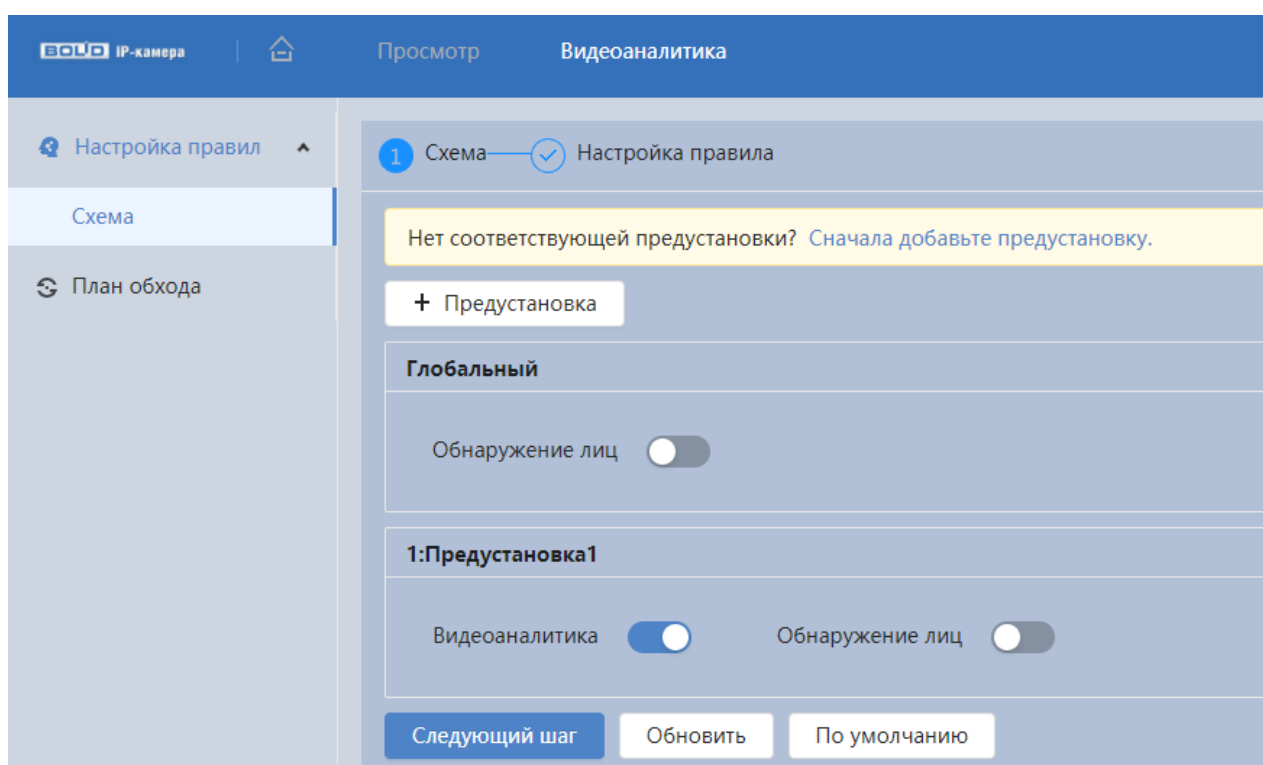 BOLID IP-камера Просмотр Видеоаналитика
Настройка правил
Схема
План обхода
1 Схема Настройка правила
Нет соответствующей предустановки? Сначала добавьте предустановку.
+ Предустановка
Глобальный
Обнаружение лиц
1:Предустановка1
Видеоаналитика Обнаружение лиц
Следующий шаг Обновить По умолчанию